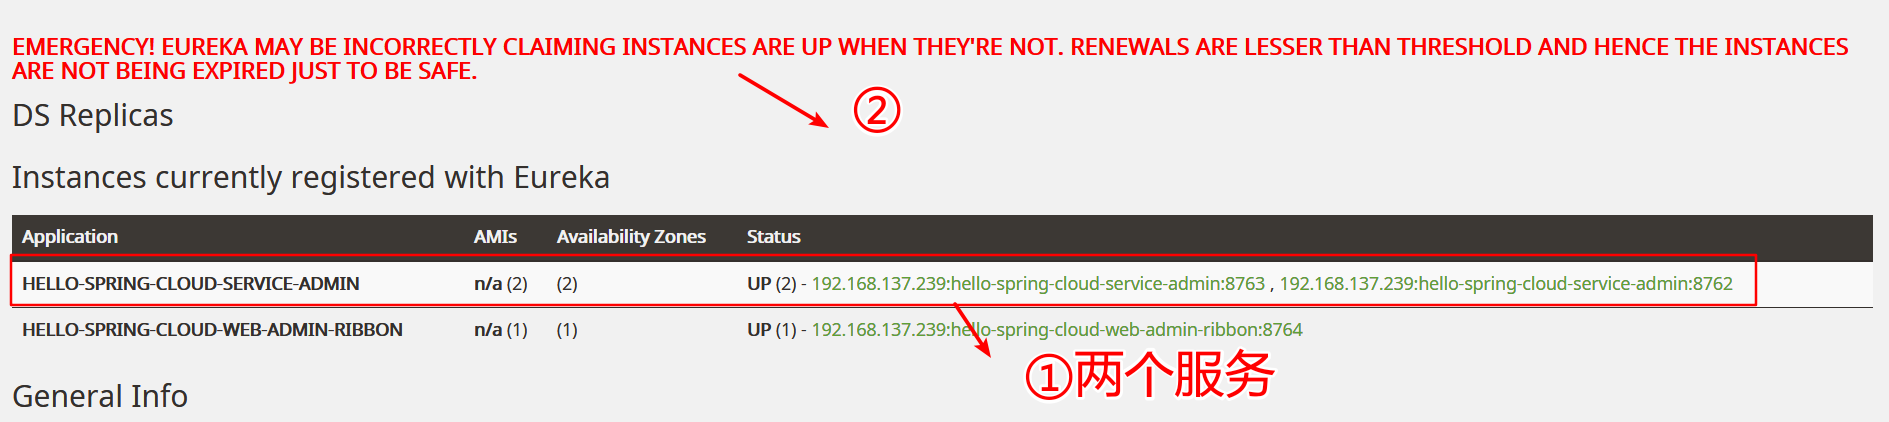 EMERGENCY! EUREKA MAY BE INCORRECTLY CLAIMING INSTANCES ARE UP WHEN THEY'RE NOT. RENEWALS ARE LESSER THAN THRESHOLD AND HENCE THE INSTANCES
ARE NOT BEING EXPIRED JUST TO BE SAFE.
②
DS Replicas
Instances currently registered with Eureka
Application AMIs Availability Zones Status
HELLO-SPRING-CLOUD-SERVICE-ADMIN n/a (2) (2) UP (2) - 192.168.137.239:hello-spring-cloud-service-admin:8763 , 192.168.137.239:hello-spring-cloud-service-admin:8762
HELLO-SPRING-CLOUD-WEB-ADMIN-RIBBON n/a (1) (1) UP (1) - 192.168.137.239:hello-spring-cloud-web-admin-ribbon:8764
①两个服务
General Info